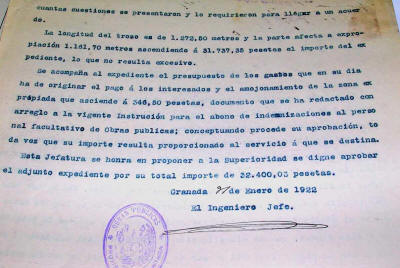 cuantas cuestiones se presentaron y lo requirieron para llegar a un acuer
do.
La longitud del trozo es de 1.272,50 metros y la parte afecta a expro-
piación 1.161,70 metros ascendiendo á 31.737,35 pesetas el importe del ex
pediente, lo que no resulta excesivo.
Se acompaña al expediente el presupuesto de los gastos que en su dia
ha de originar el pago á los interesados y el amojonamiento de la zona ex
propiada que asciende á 346,50 pesetas, documento que se ha redactado con
arreglo a la vigente Instrución para el abono de indemnizaciones al perso
nal facultativo de Obras publicas; conceptuando procede su aprobación, to
da vez que su importe resulta proporcionado al servicio á que se destina.
Esta Jefatura se honra en proponer a la Superioridad se digne aprobar
el adjunto expediente por su total importe de 32.400,03 pesetas.
Granada de Enero de 1922
El Ingeniero Jefe.
OBRAS PUBLICAS